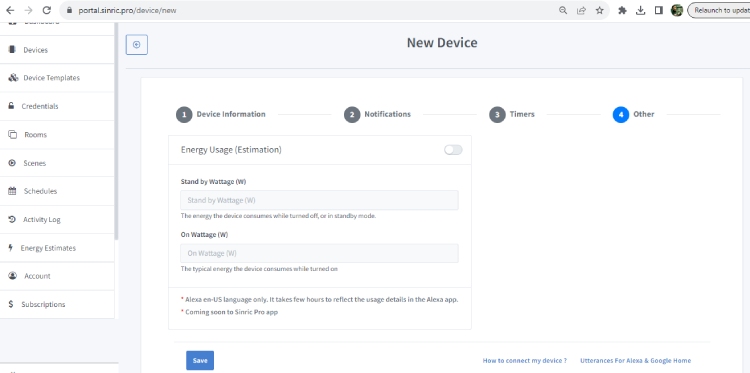 portal.sinric.pro/device/new
Relaunch to updat
Dashboard
Devices
Device Templates
Credentials
Rooms
Scenes
Schedules
Activity Log
Energy Estimates
Account
$ Subscriptions
New Device
1 Device Information
2 Notifications
3 Timers
4 Other
Energy Usage (Estimation)
Stand by Wattage (W)
Stand by Wattage (W)
The energy the device consumes while turned off, or in standby mode.
On Wattage (W)
On Wattage (W)
The typical energy the device consumes while turned on
* Alexa en-US language only. It takes few hours to reflect the usage details in the Alexa app.
* Coming soon to Sinric Pro app
Save
How to connect my device ?
Utterances For Alexa & Google Home